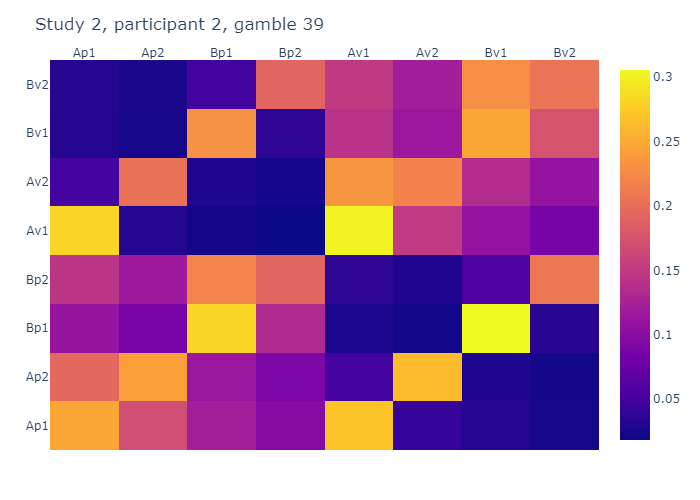 Study 2, participant 2, gamble 39
Ap1 Ap2 Bp1 Bp2 Av1 Av2 Bv1 Bv2
Bv2
Bv1
Av2
Av1
Bp2
Bp1
Ap2
Ap1
0.3
0.25
0.2
0.15
0.1
0.05